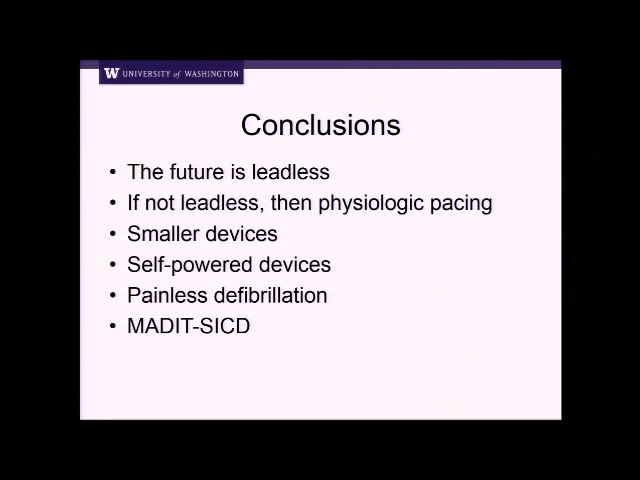 W UNIVERSITY of WASHINGTON
Conclusions
• The future is leadless
• If not leadless, then physiologic pacing
• Smaller devices
• Self-powered devices
• Painless defibrillation
• MADIT-SICD